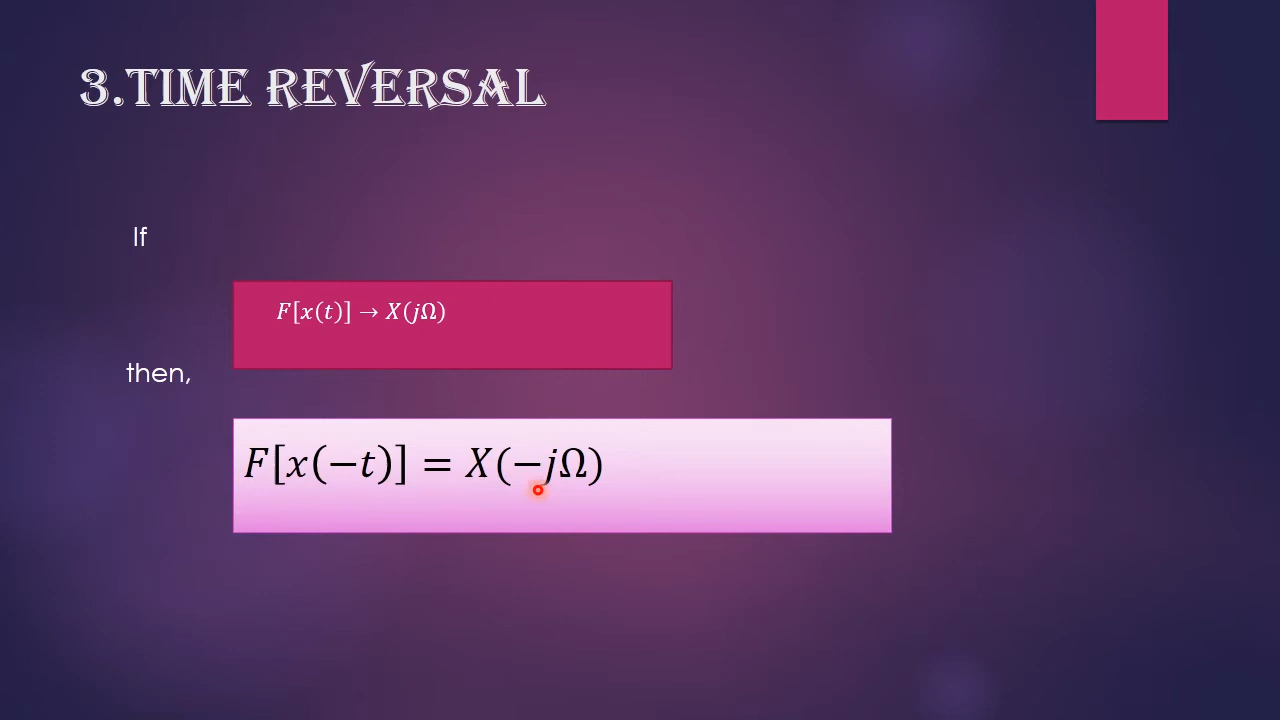 3.TIME REVERSAL
If
F[x(t)] → X(jΩ)
then,
F[x(−t)] = X(−jΩ)